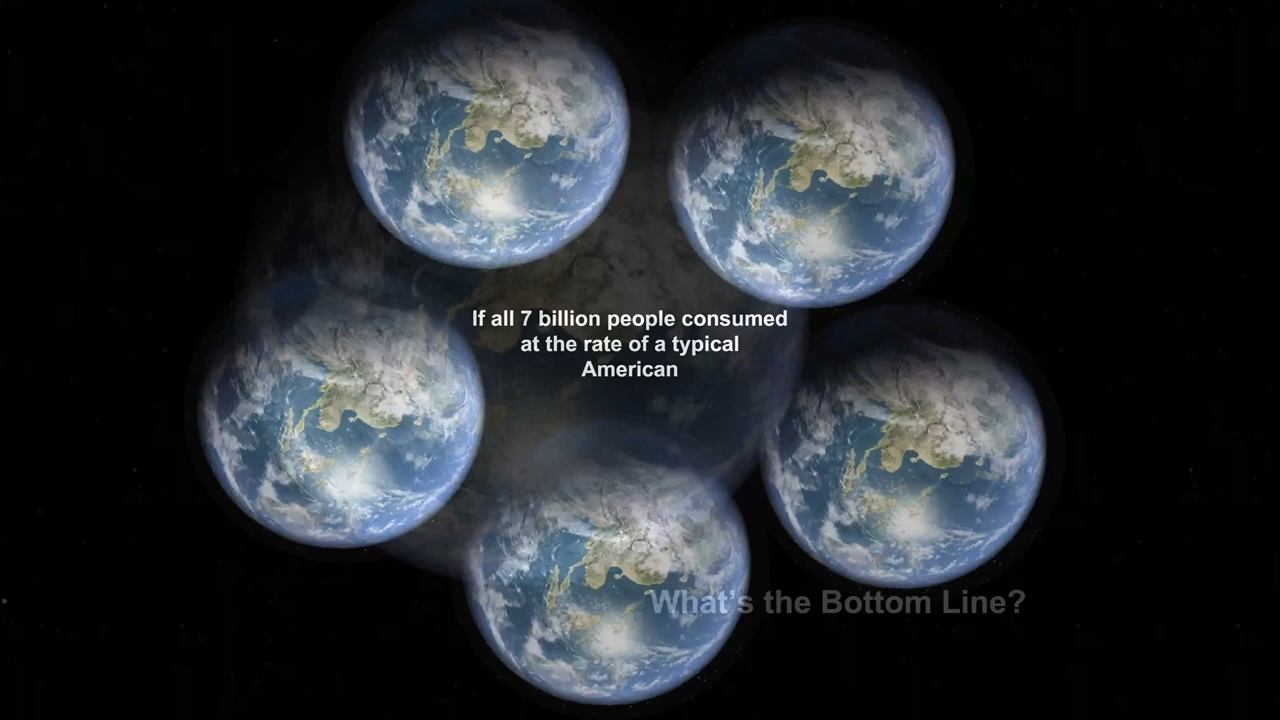 If all 7 billion people consumed
at the rate of a typical
American
What's the Bottom Line?